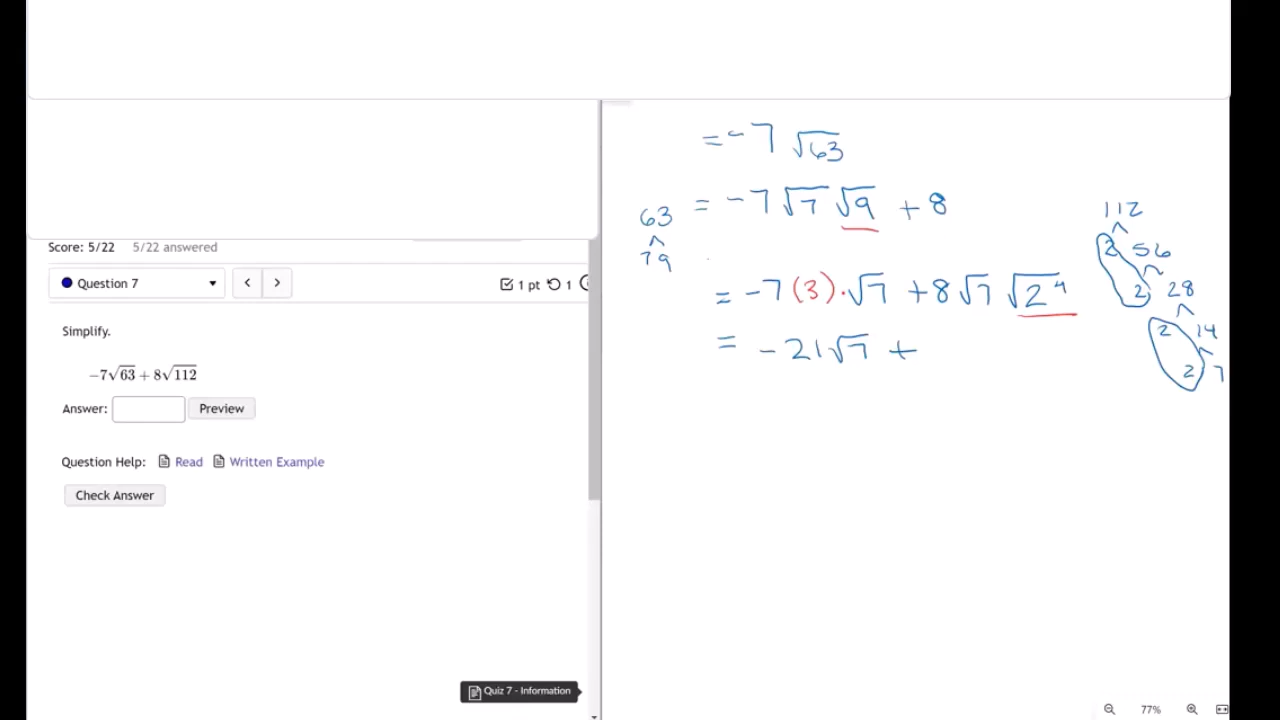 Score: 5/22 5/22 answered
Question 7
1 pt 1
Simplify.
−7√63 + 8√112
Answer:
Preview
Question Help: Read Written Example
Check Answer
Quiz 7 - Information
= -7 √63
= -7 √7 √9 + 8
63
7 9
= -7 (3) · √7 + 8 √7 √2⁴
= -21√7 +
112
2 56
2 28
2 14
2 7
77%